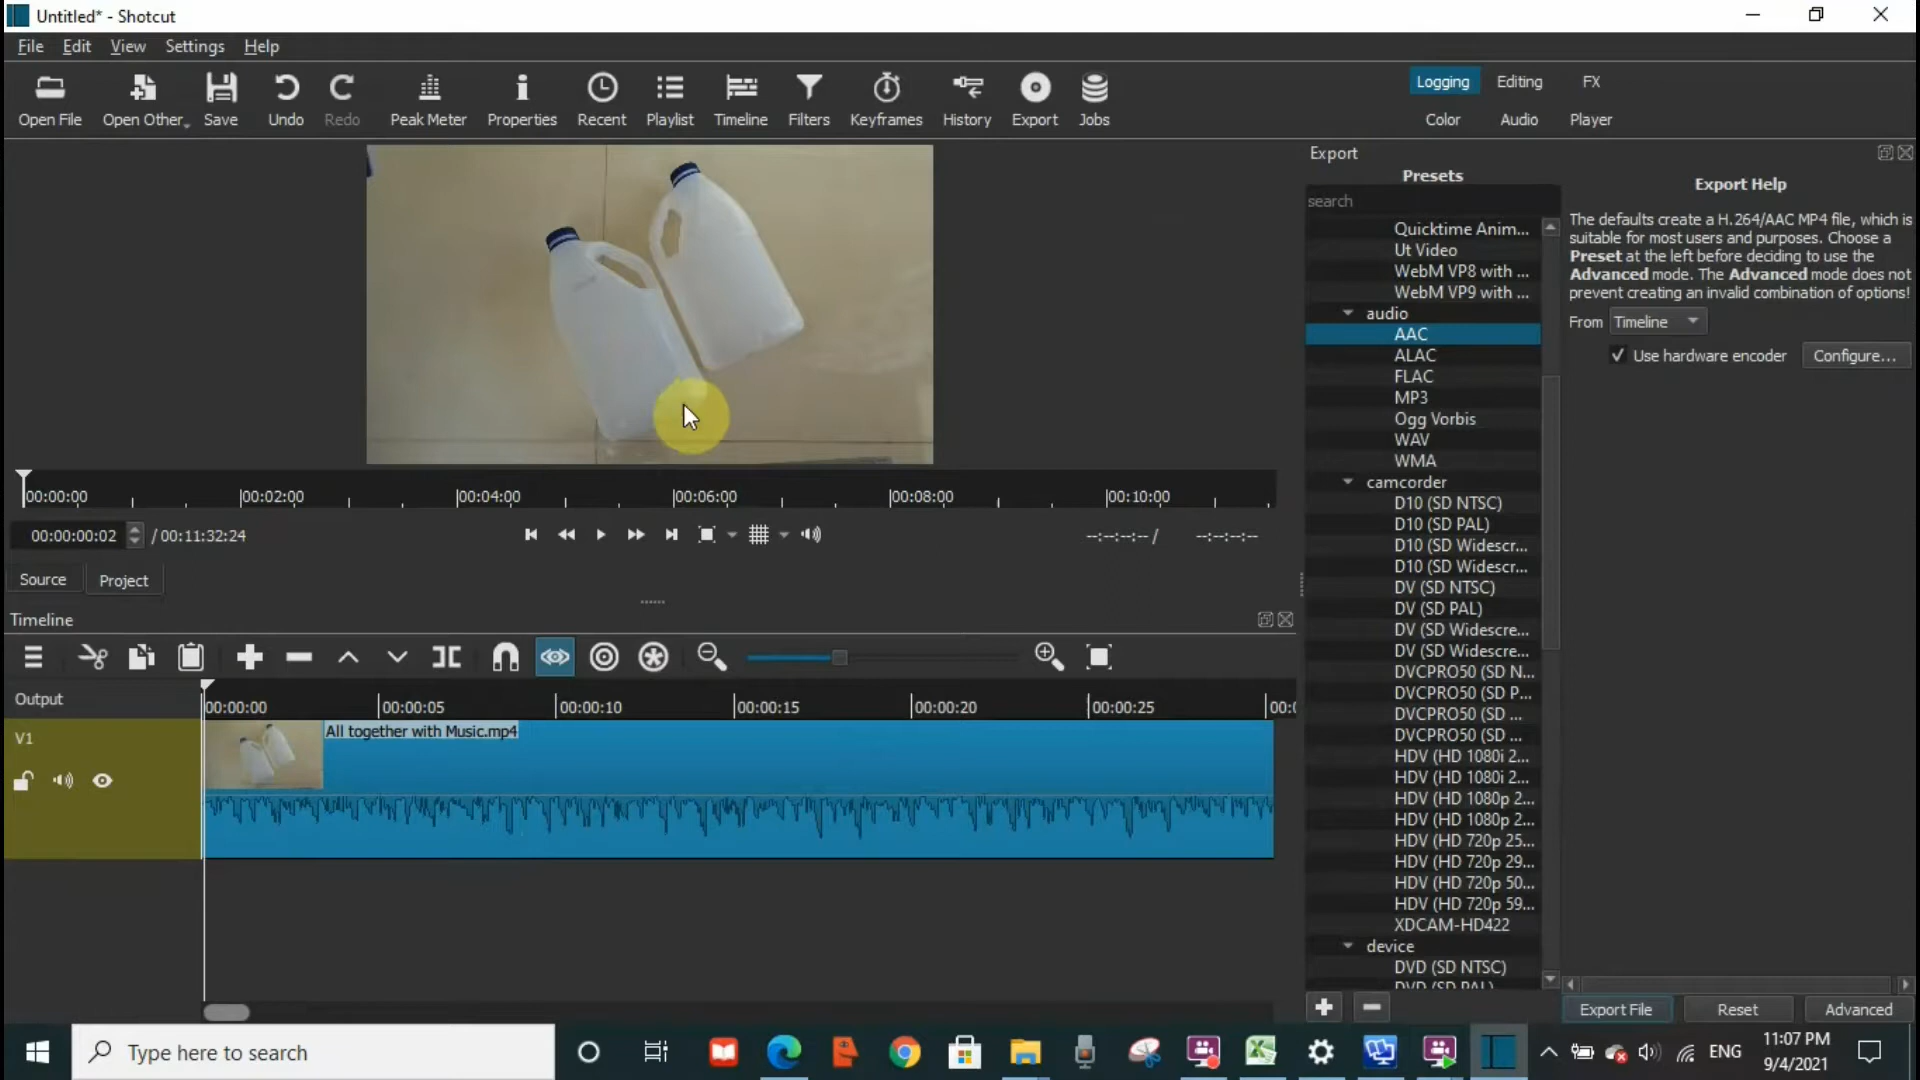 Untitled* - Shotcut
File Edit View Settings Help
Open File Open Other Save Undo Redo Peak Meter Properties Recent Playlist Timeline Filters Keyframes History Export Jobs
Logging Editing FX
Color Audio Player
Export
Presets
search
Quicktime Anim...
Ut Video
WebM VP8 with ...
WebM VP9 with ...
audio
AAC
ALAC
FLAC
MP3
Ogg Vorbis
WAV
WMA
camcorder
D10 (SD NTSC)
D10 (SD PAL)
D10 (SD Widescr...
D10 (SD Widescr...
DV (SD NTSC)
DV (SD PAL)
DV (SD Widescre...
DV (SD Widescre...
DVCPRO50 (SD N...
DVCPRO50 (SD P...
DVCPRO50 (SD ...
DVCPRO50 (SD ...
HDV (HD 1080i 2...
HDV (HD 1080i 2...
HDV (HD 1080p 2...
HDV (HD 1080p 2...
HDV (HD 720p 25...
HDV (HD 720p 29...
HDV (HD 720p 50...
HDV (HD 720p 59...
XDCAM-HD422
device
DVD (SD NTSC)
DVD (SD PAL)
Export Help
The defaults create a H.264/AAC MP4 file, which is
suitable for most users and purposes. Choose a
Preset at the left before deciding to use the
Advanced mode. The Advanced mode does not
prevent creating an invalid combination of options!
From Timeline
Use hardware encoder Configure...
Export File Reset Advanced
00:00:00 00:02:00 00:04:00 00:06:00 00:08:00 00:10:00
00:00:00:02 / 00:11:32:24 --:--:--:-- / --:--:--:--
Source Project
Timeline
Output
00:00:00 00:00:05 00:00:10 00:00:15 00:00:20 00:00:25
V1
All together with Music.mp4
Type here to search
ENG
11:07 PM
9/4/2021